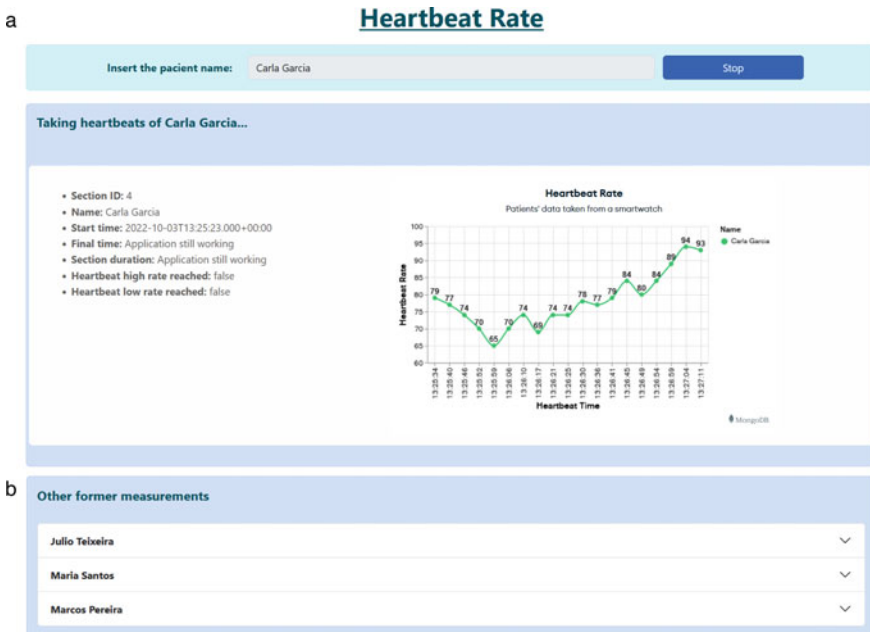 a
Heartbeat Rate
Insert the pacient name: Carla Garcia Stop
Taking heartbeats of Carla Garcia...
• Section ID: 4
• Name: Carla Garcia
• Start time: 2022-10-03T13:25:23.000+00:00
• Final time: Application still working
• Section duration: Application still working
• Heartbeat high rate reached: false
• Heartbeat low rate reached: false
Heartbeat Rate
Patients' data taken from a smartwatch
Heartbeat Rate
100
95
90
85
80
75
70
65
60
79 77 74 70 65 70 74 69 74 74 78 77 79 84 80 84 89 94 93
13:25:34 13:25:40 13:25:46 13:25:52 13:25:59 13:26:06 13:26:10 13:26:17 13:26:21 13:26:25 13:26:30 13:26:36 13:26:41 13:26:45 13:26:49 13:26:54 13:26:59 13:27:04 13:27:11
Heartbeat Time
Name
Carla Garcia
MongoDB
b
Other former measurements
Julio Teixeira
Maria Santos
Marcos Pereira